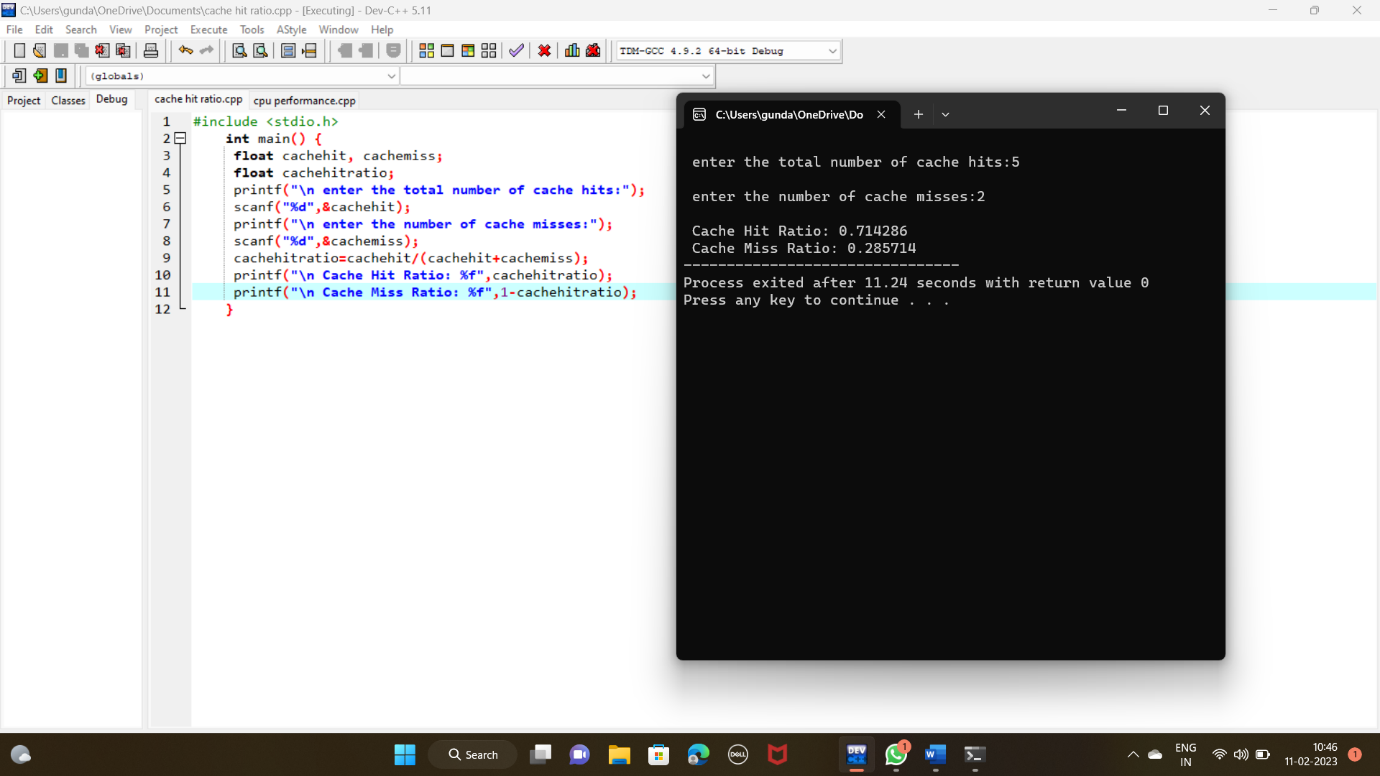 C:\Users\gunda\OneDrive\Documents\cache hit ratio.cpp - [Executing] - Dev-C++ 5.11
File Edit Search View Project Execute Tools AStyle Window Help
TDM-GCC 4.9.2 64-bit Debug
(globals)
Project Classes Debug
cache hit ratio.cpp cpu performance.cpp
1 #include <stdio.h>
2 int main() {
3 float cachehit, cachemiss;
4 float cachehitratio;
5 printf("\n enter the total number of cache hits:");
6 scanf("%d",&cachehit);
7 printf("\n enter the number of cache misses:");
8 scanf("%d",&cachemiss);
9 cachehitratio=cachehit/(cachehit+cachemiss);
10 printf("\n Cache Hit Ratio: %f",cachehitratio);
11 printf("\n Cache Miss Ratio: %f",1-cachehitratio);
12 }
C:\Users\gunda\OneDrive\Do
enter the total number of cache hits:5
enter the number of cache misses:2
Cache Hit Ratio: 0.714286
Cache Miss Ratio: 0.285714
--------------------------------
Process exited after 11.24 seconds with return value 0
Press any key to continue . . .
Search
DELL
DEV
1
W
ENG
IN
10:46
11-02-2023
1